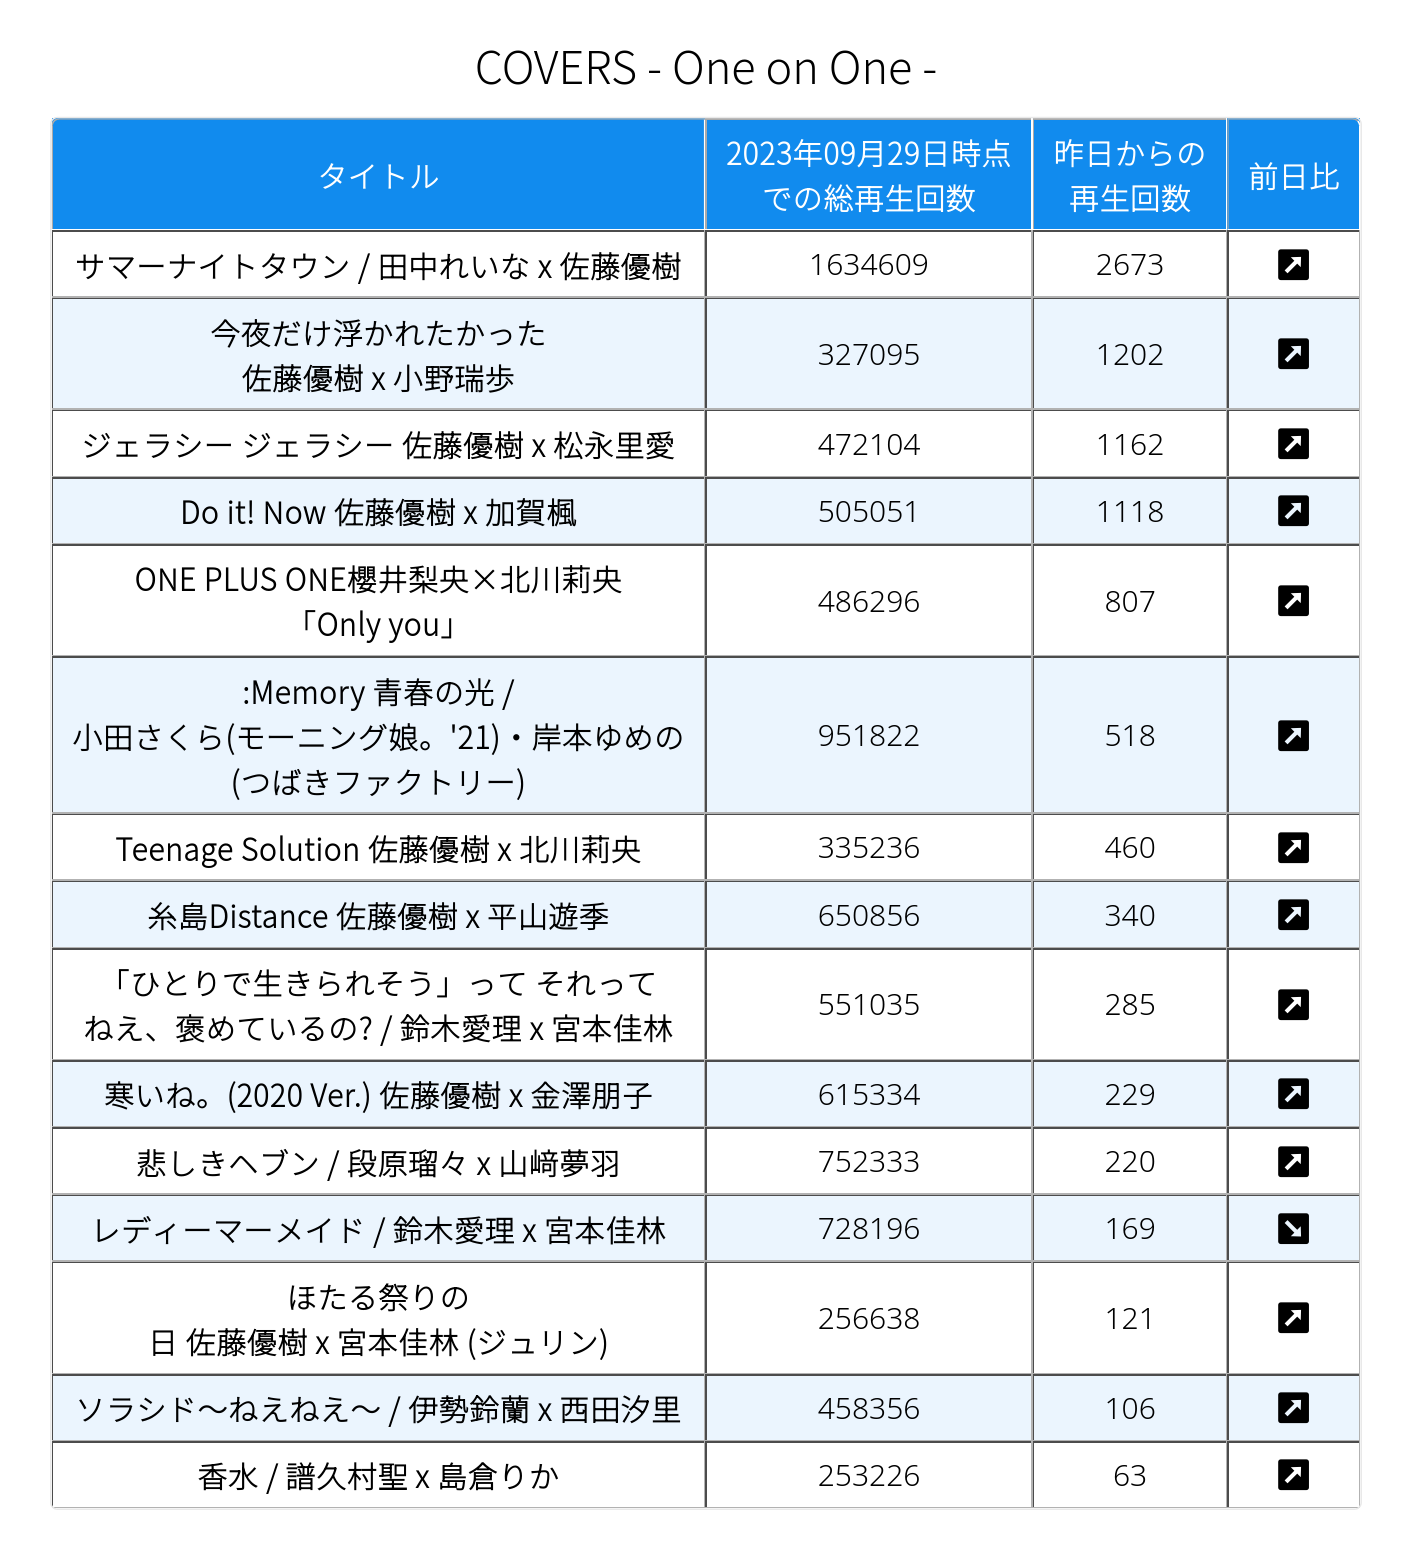 COVERS - One on One -
タイトル
2023年09月29日時点
での総再生回数
昨日からの
再生回数
前日比
サマーナイトタウン / 田中れいな x 佐藤優樹
1634609
2673
今夜だけ浮かれたかった
佐藤優樹 x 小野瑞歩
327095
1202
ジェラシー ジェラシー 佐藤優樹 x 松永里愛
472104
1162
Do it! Now 佐藤優樹 x 加賀楓
505051
1118
ONE PLUS ONE櫻井梨央×北川莉央
「Only you」
486296
807
:Memory 青春の光 /
小田さくら(モーニング娘。'21)・岸本ゆめの
(つばきファクトリー)
951822
518
Teenage Solution 佐藤優樹 x 北川莉央
335236
460
糸島Distance 佐藤優樹 x 平山遊季
650856
340
「ひとりで生きられそう」って それって
ねえ、褒めているの? / 鈴木愛理 x 宮本佳林
551035
285
寒いね。(2020 Ver.) 佐藤優樹 x 金澤朋子
615334
229
悲しきヘブン / 段原瑠々 x 山﨑夢羽
752333
220
レディーマーメイド / 鈴木愛理 x 宮本佳林
728196
169
ほたる祭りの
日 佐藤優樹 x 宮本佳林 (ジュリン)
256638
121
ソラシド～ねえねえ～ / 伊勢鈴蘭 x 西田汐里
458356
106
香水 / 譜久村聖 x 島倉りか
253226
63